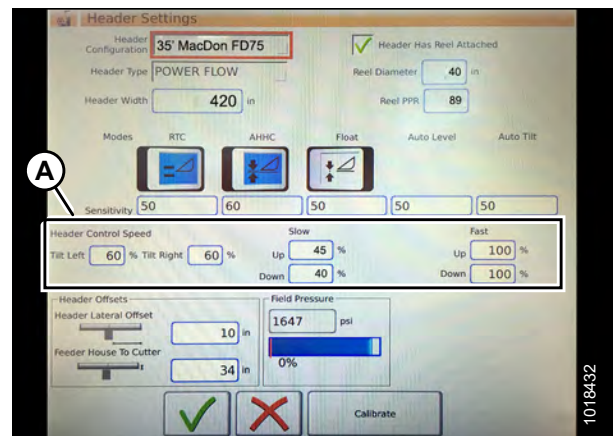 Header Settings
Header Configuration 35' MacDon FD75 Header Has Reel Attached
Header Type POWER FLOW Reel Diameter 40 in
Header Width 420 in Reel PPR 89
Modes RTC AHHC Float Auto Level Auto Tilt
A
Sensitivity 50 60 50 50 50
Header Control Speed Slow Fast
Tilt Left 60 % Tilt Right 60 % Up 45 % Up 100 %
Down 40 % Down 100 %
Header Offsets Field Pressure
Header Lateral Offset 10 in 1647 psi
Feeder House To Cutter 34 in 0%
Calibrate
1018432